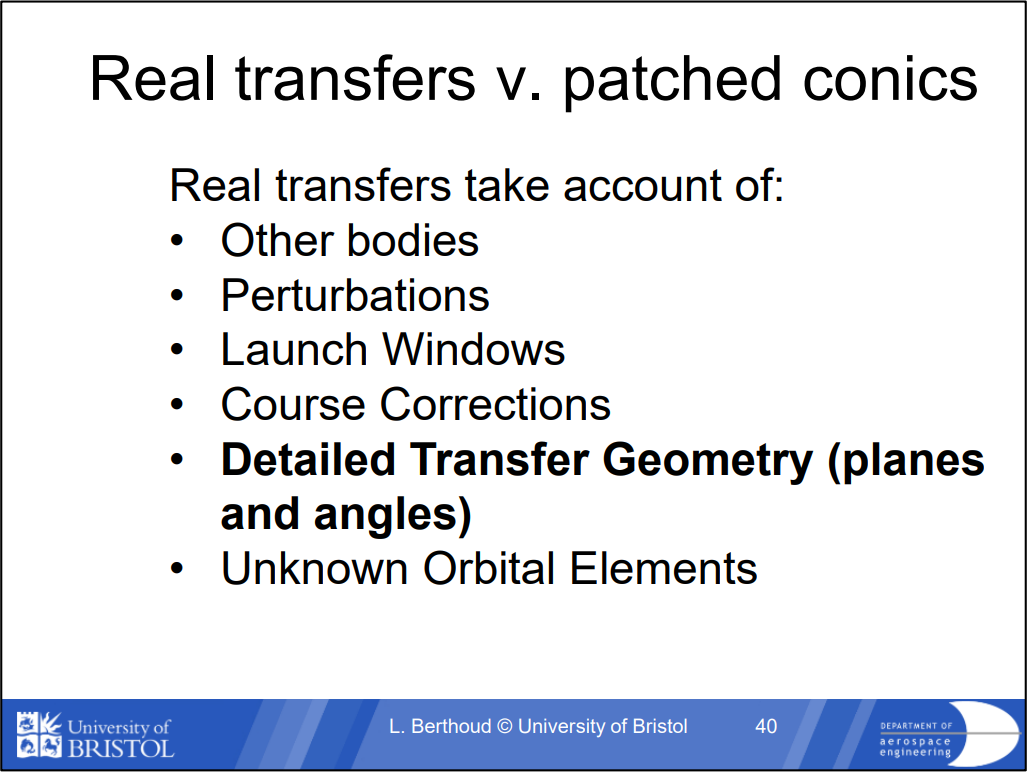 Real transfers v. patched conics
Real transfers take account of:
• Other bodies
• Perturbations
• Launch Windows
• Course Corrections
• Detailed Transfer Geometry (planes
and angles)
• Unknown Orbital Elements
University of
BRISTOL
L. Berthoud © University of Bristol
40
DEPARTMENT OF
aerospace
engineering